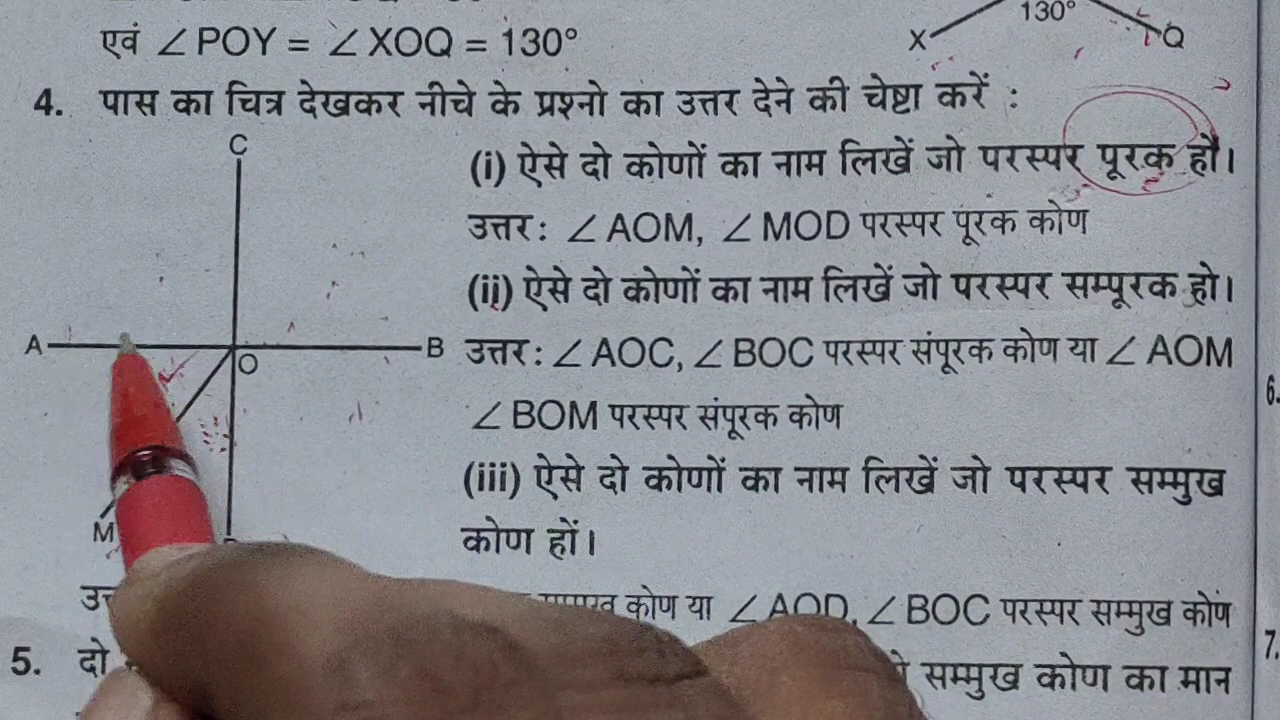 एवं ∠POY = ∠XOQ = 130°
130°
X
Q
4. पास का चित्र देखकर नीचे के प्रश्नो का उत्तर देने की चेष्टा करें :
C
A
B
O
M
(i) ऐसे दो कोणों का नाम लिखें जो परस्पर पूरक हो।
उत्तर: ∠AOM, ∠MOD परस्पर पूरक कोण
(ii) ऐसे दो कोणों का नाम लिखें जो परस्पर सम्पूरक हो।
उत्तर: ∠AOC, ∠BOC परस्पर संपूरक कोण या ∠AOM
∠BOM परस्पर संपूरक कोण
(iii) ऐसे दो कोणों का नाम लिखें जो परस्पर सम्मुख
कोण हों।
कोण या ∠AOD, ∠BOC परस्पर सम्मुख कोण
5. दो सम्मुख कोण का मान
6.
7.